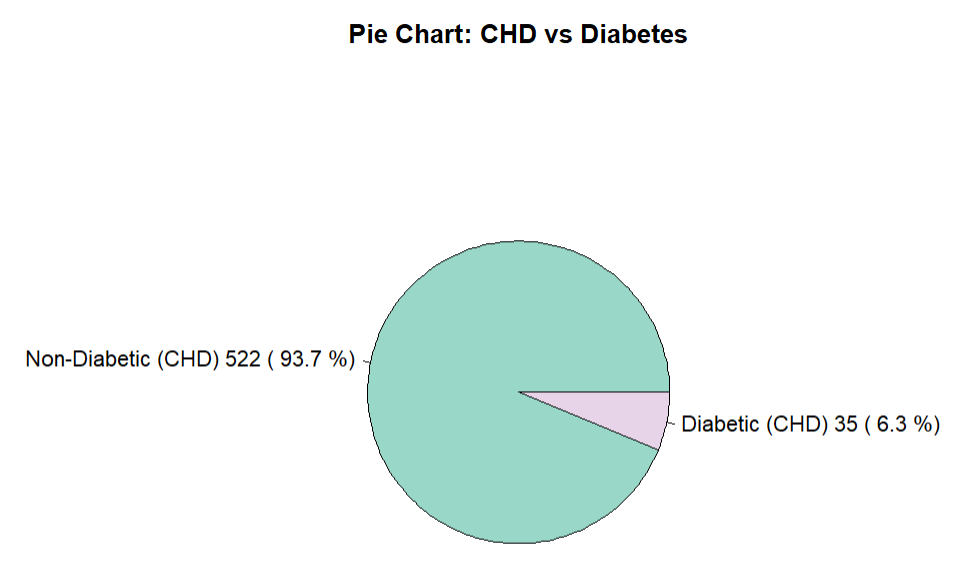 Pie Chart: CHD vs Diabetes
Non-Diabetic (CHD) 522 ( 93.7 %)
Diabetic (CHD) 35 ( 6.3 %)